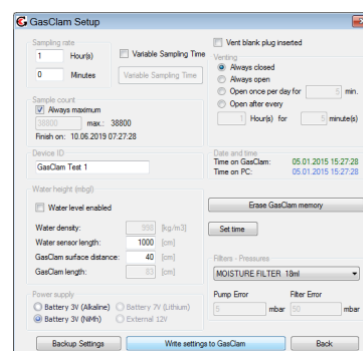 GasClam Setup
Sampling rate
1 Hour(s)
0 Minutes
Variable Sampling Time
Variable Sampling Time
Sample count
Always maximum
38800 max.: 38800
Finish on: 10.06.2019 07:27:28
Device ID:
GasClam Test 1
Water height (mbgl)
Water level enabled
Water density: 998 [kg/m3]
Water sensor length: 1000 [cm]
GasClam surface distance: 40 [cm]
GasClam length: 83 [cm]
Power supply
Battery 3V (Alkaline) Battery 7V (Lithium)
Battery 3V (NiMh) External 12V
Vent blank plug inserted
Venting
Always closed
Always open
Open once per day for 5 min.
Open after every
1 Hour(s) for 5 minute(s)
Date and time
Time on GasClam: 05.01.2015 15:27:28
Time on PC: 05.01.2015 15:27:28
Erase GasClam memory
Set time
Filters - Pressures
MOISTURE FILTER 18ml
Pump Error Filter Error
5 mbar 50 mbar
Backup Settings Write settings to GasClam Back